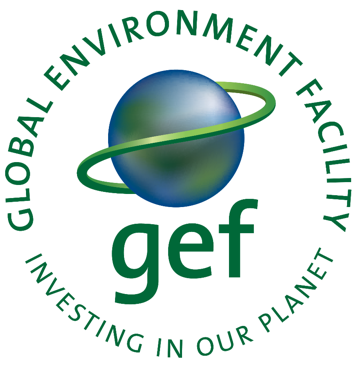 GLOBAL ENVIRONMENT FACILITY
gef
INVESTING IN OUR PLANET